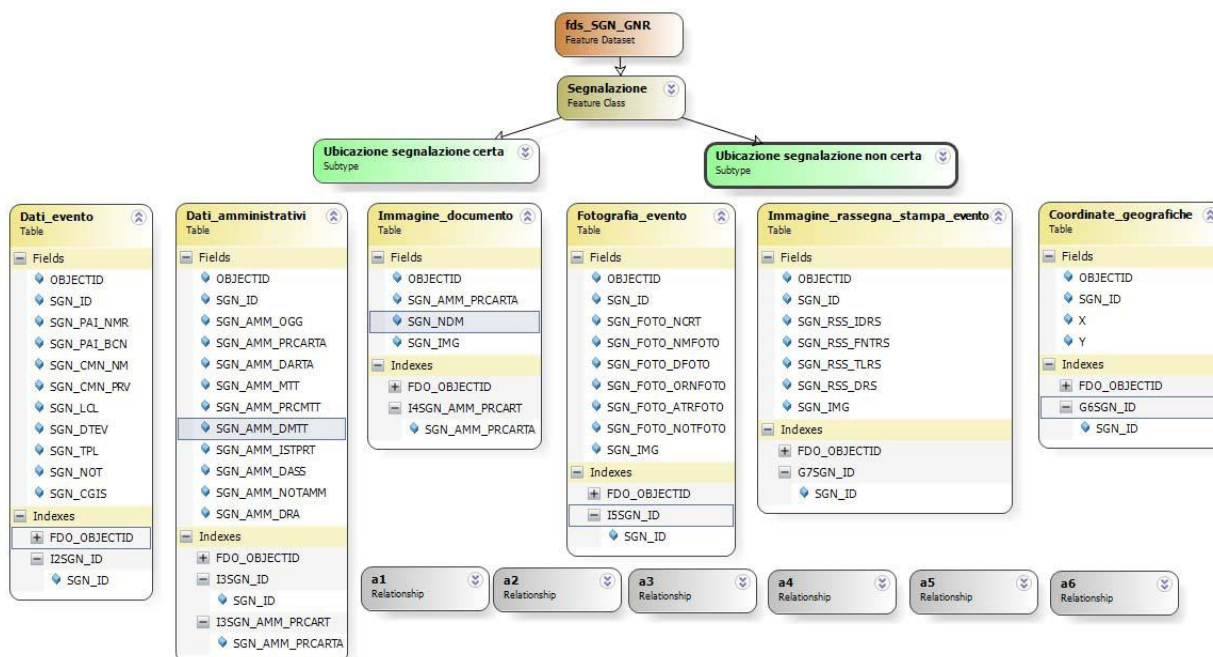 fds_SGN_GNR
Feature Dataset
Segnalazione
Feature Class
Ubicazione segnalazione certa
Subtype
Ubicazione segnalazione non certa
Subtype
Dati_evento
Table
Fields
OBJECTID
SGN_ID
SGN_PAI_NMR
SGN_PAI_BCN
SGN_CMN_NM
SGN_CMN_PRV
SGN_LCL
SGN_DTEV
SGN_TPL
SGN_NOT
SGN_CGIS
Indexes
FDO_OBJECTID
I2SGN_ID
SGN_ID
Dati_amministrativi
Table
Fields
OBJECTID
SGN_ID
SGN_AMM_OGG
SGN_AMM_PRCARTA
SGN_AMM_DARTA
SGN_AMM_MTT
SGN_AMM_PRCMTT
SGN_AMM_DMTT
SGN_AMM_ISTPRT
SGN_AMM_DASS
SGN_AMM_NOTAMM
SGN_AMM_DRA
Indexes
FDO_OBJECTID
I3SGN_ID
SGN_ID
I3SGN_AMM_PRCART
SGN_AMM_PRCARTA
Immagine_documento
Table
Fields
OBJECTID
SGN_AMM_PRCARTA
SGN_NDM
SGN_IMG
Indexes
FDO_OBJECTID
I4SGN_AMM_PRCART
SGN_AMM_PRCARTA
Fotografia_evento
Table
Fields
OBJECTID
SGN_ID
SGN_FOTO_NCRT
SGN_FOTO_NMFOTO
SGN_FOTO_DFOTO
SGN_FOTO_ORNFOTO
SGN_FOTO_ATRFOTO
SGN_FOTO_NOTFOTO
SGN_IMG
Indexes
FDO_OBJECTID
I5SGN_ID
SGN_ID
Immagine_rassegna_stampa_evento
Table
Fields
OBJECTID
SGN_ID
SGN_RSS_IDRS
SGN_RSS_FNTRS
SGN_RSS_TLRS
SGN_RSS_DRS
SGN_IMG
Indexes
FDO_OBJECTID
G7SGN_ID
SGN_ID
Coordinate_geografiche
Table
Fields
OBJECTID
SGN_ID
X
Y
Indexes
FDO_OBJECTID
G6SGN_ID
SGN_ID
a1
Relationship
a2
Relationship
a3
Relationship
a4
Relationship
a5
Relationship
a6
Relationship